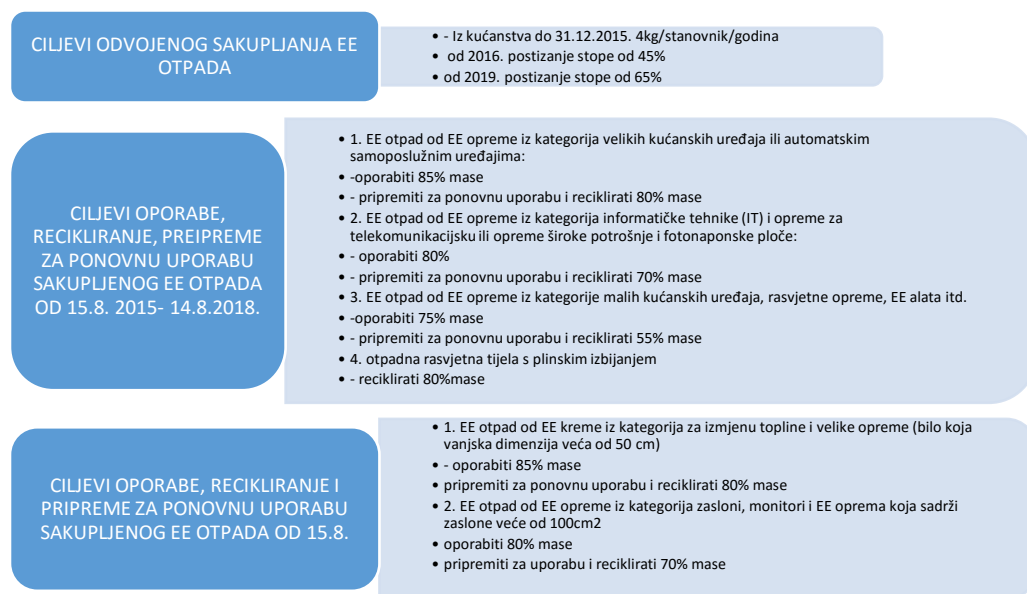 CILJEVI ODVOJENOG SAKUPLJANJA EE
OTPADA
• - Iz kućanstva do 31.12.2015. 4kg/stanovnik/godina
• od 2016. postizanje stope od 45%
• od 2019. postizanje stope od 65%
CILJEVI OPORABE,
RECIKLIRANJE, PREIPREME
ZA PONOVNU UPORABU
SAKUPLJENOG EE OTPADA
OD 15.8. 2015- 14.8.2018.
• 1. EE otpad od EE opreme iz kategorija velikih kućanskih uređaja ili automatskim
samoposlužnim uređajima:
• -oporabiti 85% mase
• - pripremiti za ponovnu uporabu i reciklirati 80% mase
• 2. EE otpad od EE opreme iz kategorija informatičke tehnike (IT) i opreme za
telekomunikacijsku ili opreme široke potrošnje i fotonaponske ploče:
• - oporabiti 80%
• - pripremiti za ponovnu uporabu i reciklirati 70% mase
• 3. EE otpad od EE opreme iz kategorije malih kućanskih uređaja, rasvjetne opreme, EE alata itd.
• -oporabiti 75% mase
• - pripremiti za ponovnu uporabu i reciklirati 55% mase
• 4. otpadna rasvjetna tijela s plinskim izbijanjem
• - reciklirati 80%mase
CILJEVI OPORABE, RECIKLIRANJE I
PRIPREME ZA PONOVNU UPORABU
SAKUPLJENOG EE OTPADA OD 15.8.
• 1. EE otpad od EE kreme iz kategorija za izmjenu topline i velike opreme (bilo koja
vanjska dimenzija veća od 50 cm)
• - oporabiti 85% mase
• pripremiti za ponovnu uporabu i reciklirati 80% mase
• 2. EE otpad od EE opreme iz kategorija zasloni, monitori i EE oprema koja sadrži
zaslone veće od 100cm2
• oporabiti 80% mase
• pripremiti za uporabu i reciklirati 70% mase